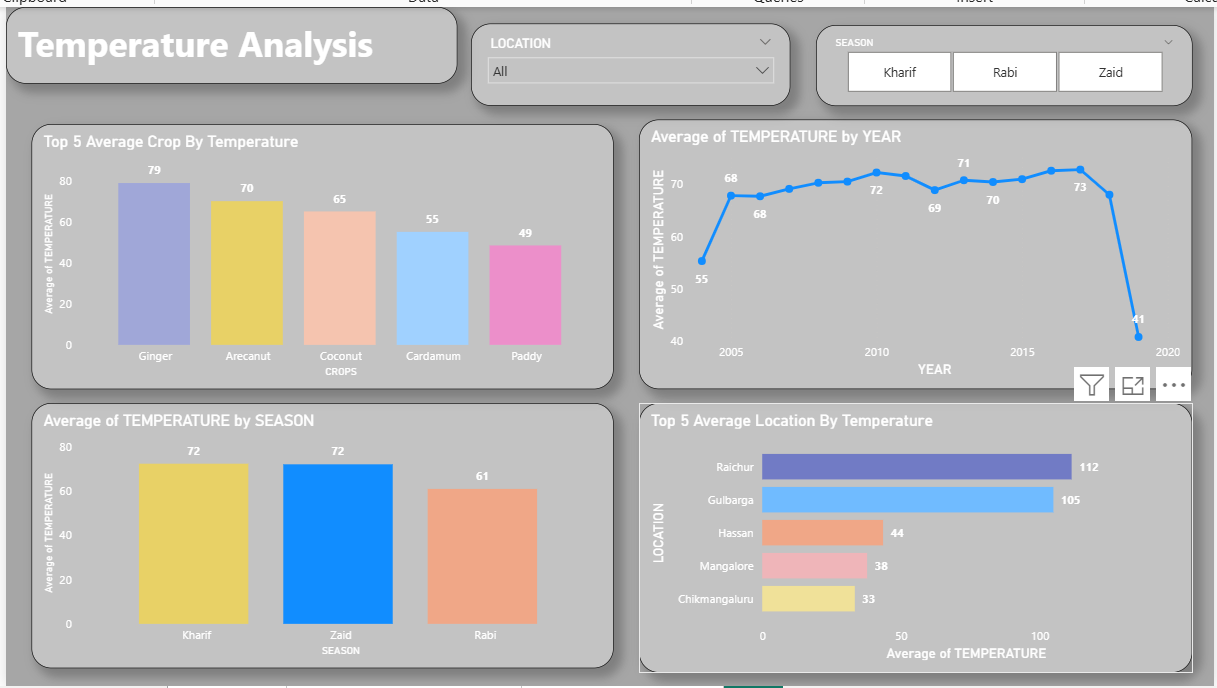 Clipboard
Data
Queries
Insert
Temperature Analysis
LOCATION
All
SEASON
Kharif
Rabi
Zaid
Top 5 Average Crop By Temperature
Average of TEMPERATURE
80
60
40
20
0
79
70
65
55
49
Ginger
Arecanut
Coconut
Cardamum
Paddy
CROPS
Average of TEMPERATURE by YEAR
Average of TEMPERATURE
70
60
50
40
55
68
68
72
69
71
70
73
41
2005
2010
2015
2020
YEAR
Average of TEMPERATURE by SEASON
Average of TEMPERATURE
80
60
40
20
0
72
72
61
Kharif
Zaid
Rabi
SEASON
Top 5 Average Location By Temperature
LOCATION
Raichur 112
Gulbarga 105
Hassan 44
Mangalore 38
Chikmangaluru 33
0
50
100
Average of TEMPERATURE